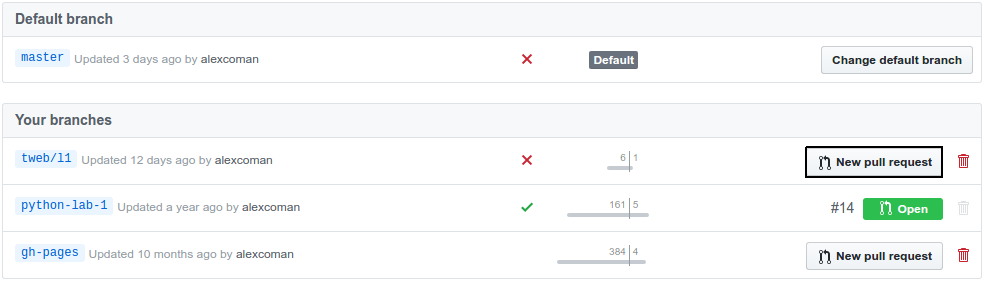 Default branch
master Updated 3 days ago by alexcoman Default Change default branch
Your branches
tweb/l1 Updated 12 days ago by alexcoman 6 1 New pull request
python-lab-1 Updated a year ago by alexcoman 161 5 #14 Open
gh-pages Updated 10 months ago by alexcoman 384 4 New pull request